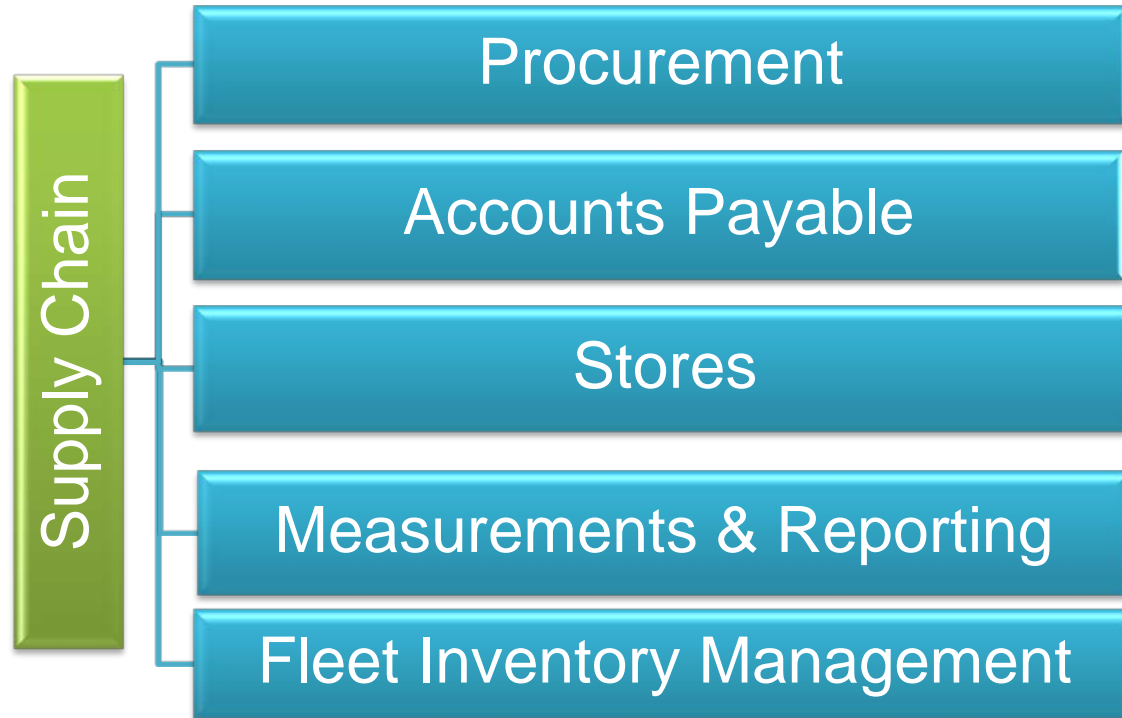 Supply Chain
Procurement
Accounts Payable
Stores
Measurements & Reporting
Fleet Inventory Management